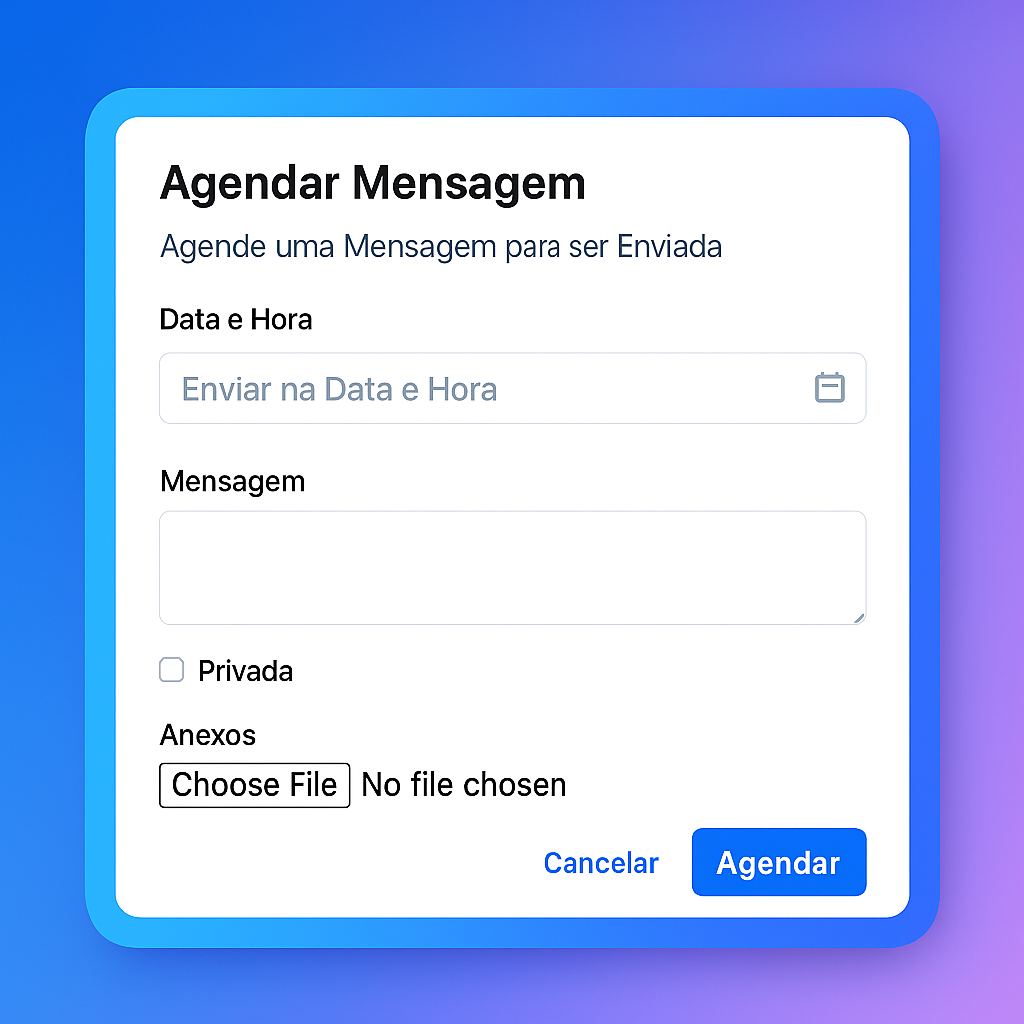 Agendar Mensagem
Agende uma Mensagem para ser Enviada
Data e Hora
Enviar na Data e Hora
Mensagem
Privada
Anexos
Choose File No file chosen
Cancelar Agendar